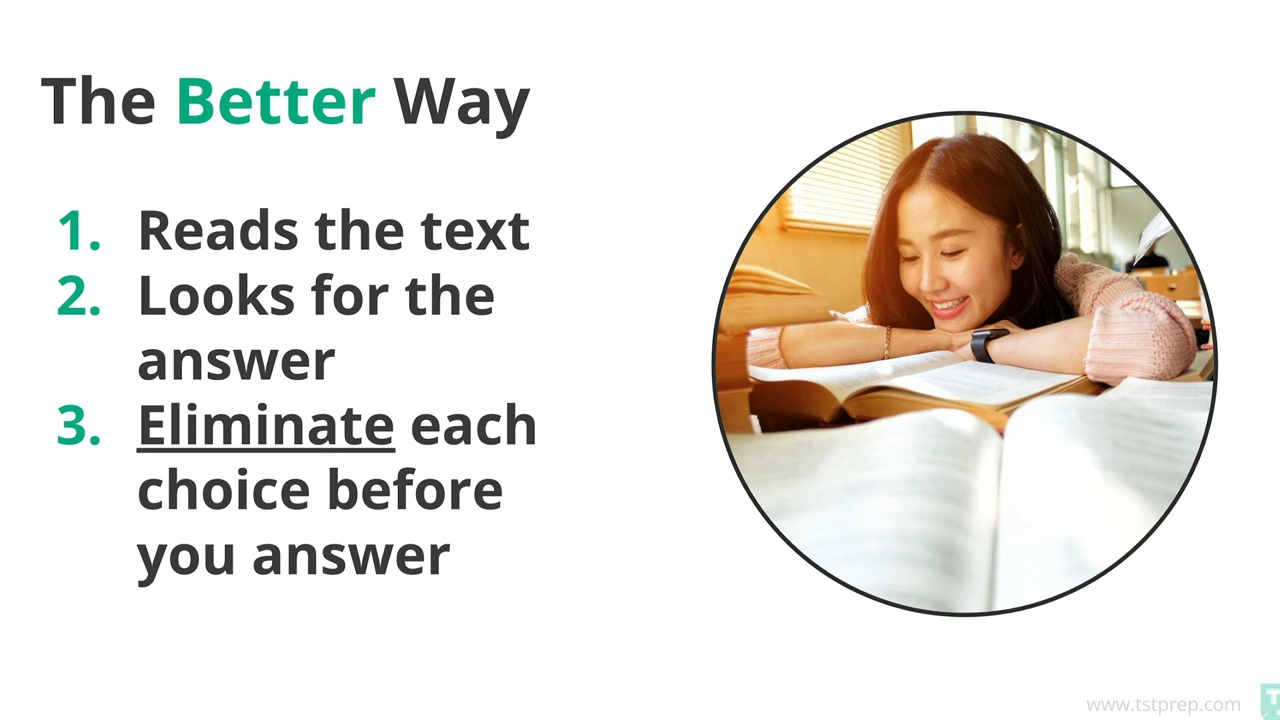 The Better Way
1. Reads the text
2. Looks for the
answer
3. Eliminate each
choice before
you answer
www.tstprep.com